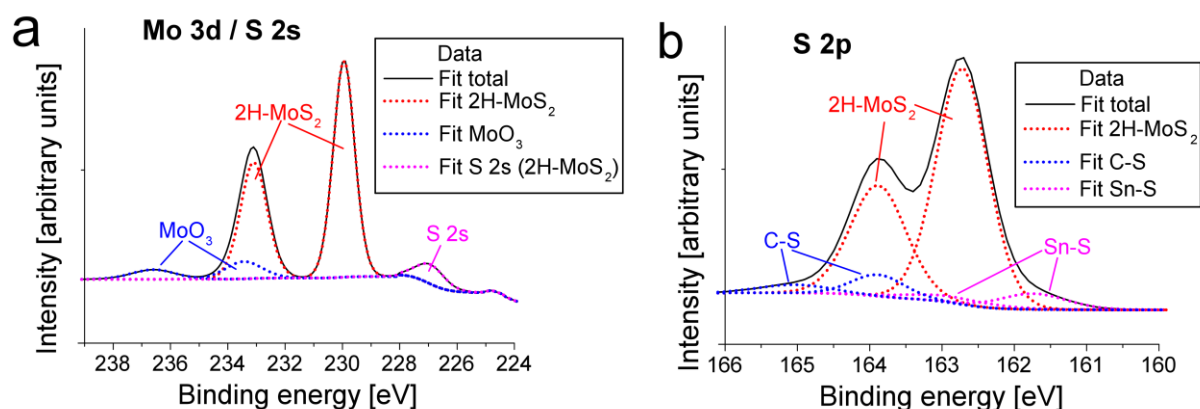 a
Mo 3d / S 2s
Data
Fit total
Fit 2H-MoS₂
Fit MoO₃
Fit S 2s (2H-MoS₂)
2H-MoS₂
MoO₃
S 2s
Intensity [arbitrary units]
238 236 234 232 230 228 226 224
Binding energy [eV]
b
S 2p
Data
Fit total
Fit 2H-MoS₂
Fit C-S
Fit Sn-S
2H-MoS₂
C-S
Sn-S
Intensity [arbitrary units]
166 165 164 163 162 161 160
Binding energy [eV]